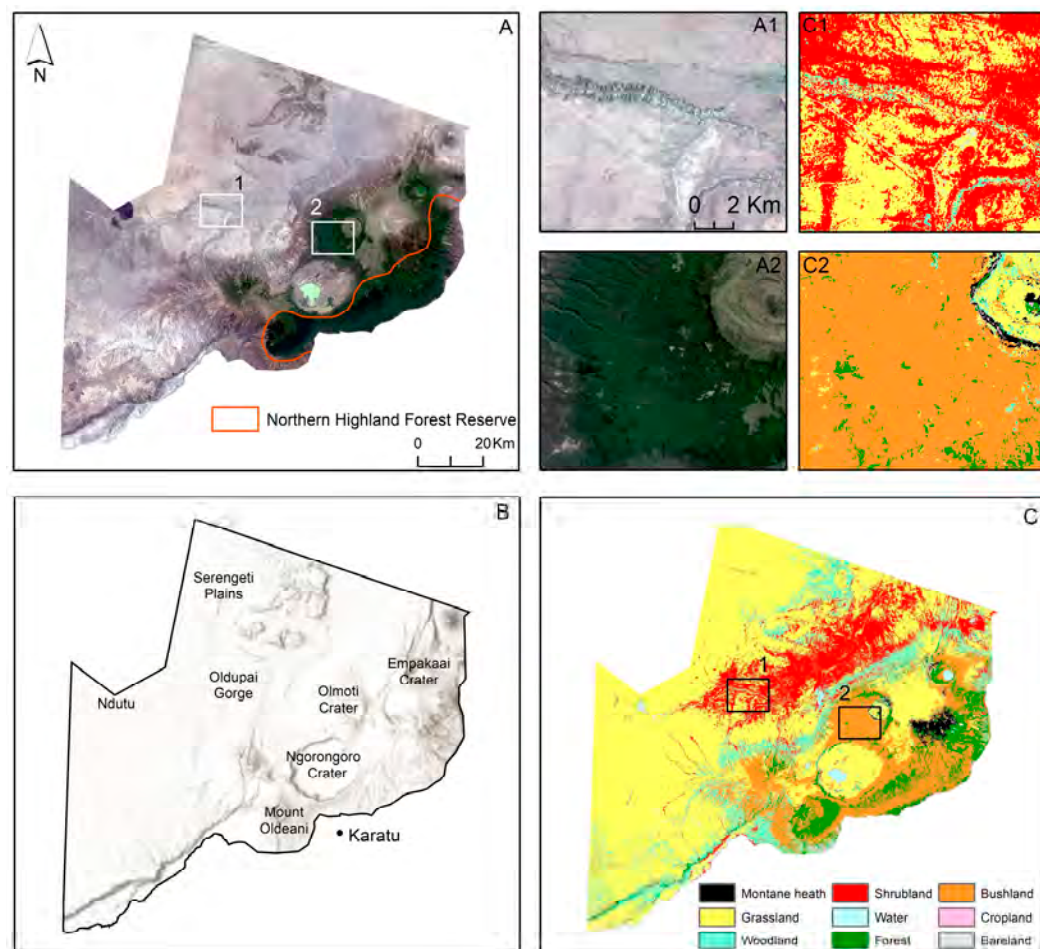 A
N
1
2
Northern Highland Forest Reserve
0 20 Km
A1
0 2 Km
C1
A2
C2
B
Serengeti
Plains
Ndutu
Oldupai
Gorge
Empakaai
Crater
Olmoti
Crater
Ngorongoro
Crater
Mount
Oldeani
Karatu
C
1
2
Montane heath
Shrubland
Bushland
Grassland
Water
Cropland
Woodland
Forest
Bareland